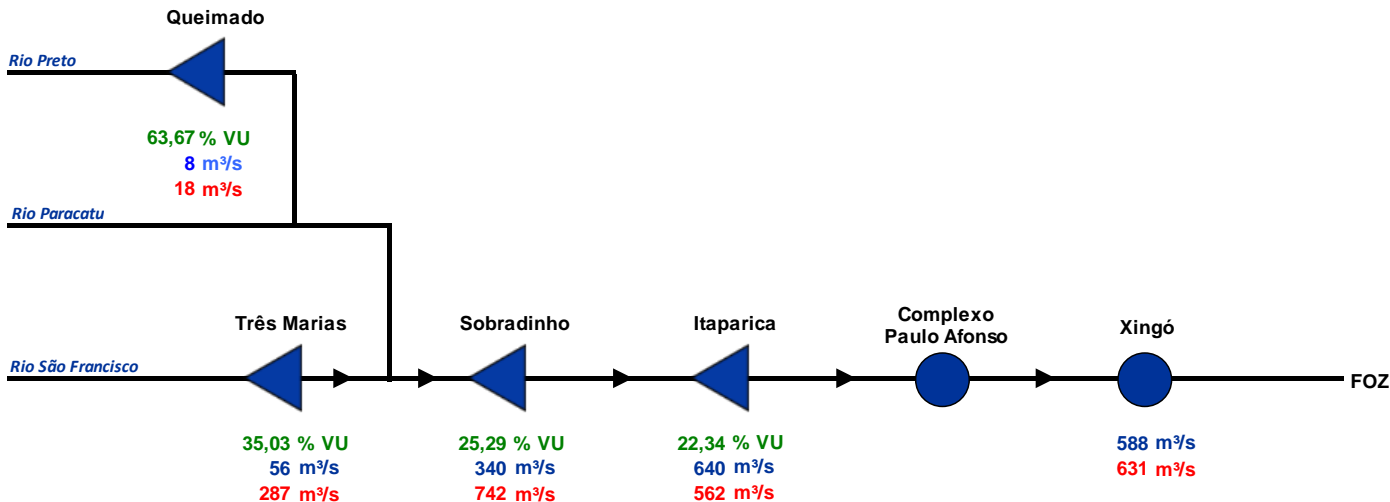 Queimado
Rio Preto
63,67 % VU
8 m³/s
18 m³/s
Rio Paracatu
Três Marias
Sobradinho
Itaparica
Complexo
Paulo Afonso
Xingó
Rio São Francisco
FOZ
35,03 % VU
56 m³/s
287 m³/s
25,29 % VU
340 m³/s
742 m³/s
22,34 % VU
640 m³/s
562 m³/s
588 m³/s
631 m³/s